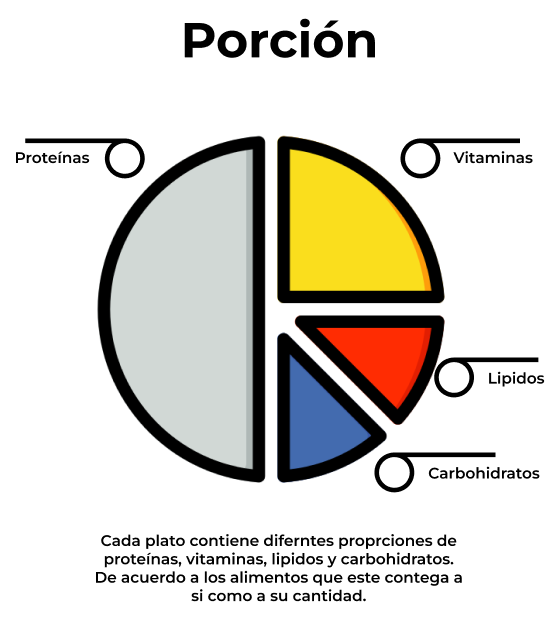 Porción
Proteínas
Vitaminas
Lipidos
Carbohidratos
Cada plato contiene diferntes proprciones de
proteínas, vitaminas, lipidos y carbohidratos.
De acuerdo a los alimentos que este contega a
si como a su cantidad.